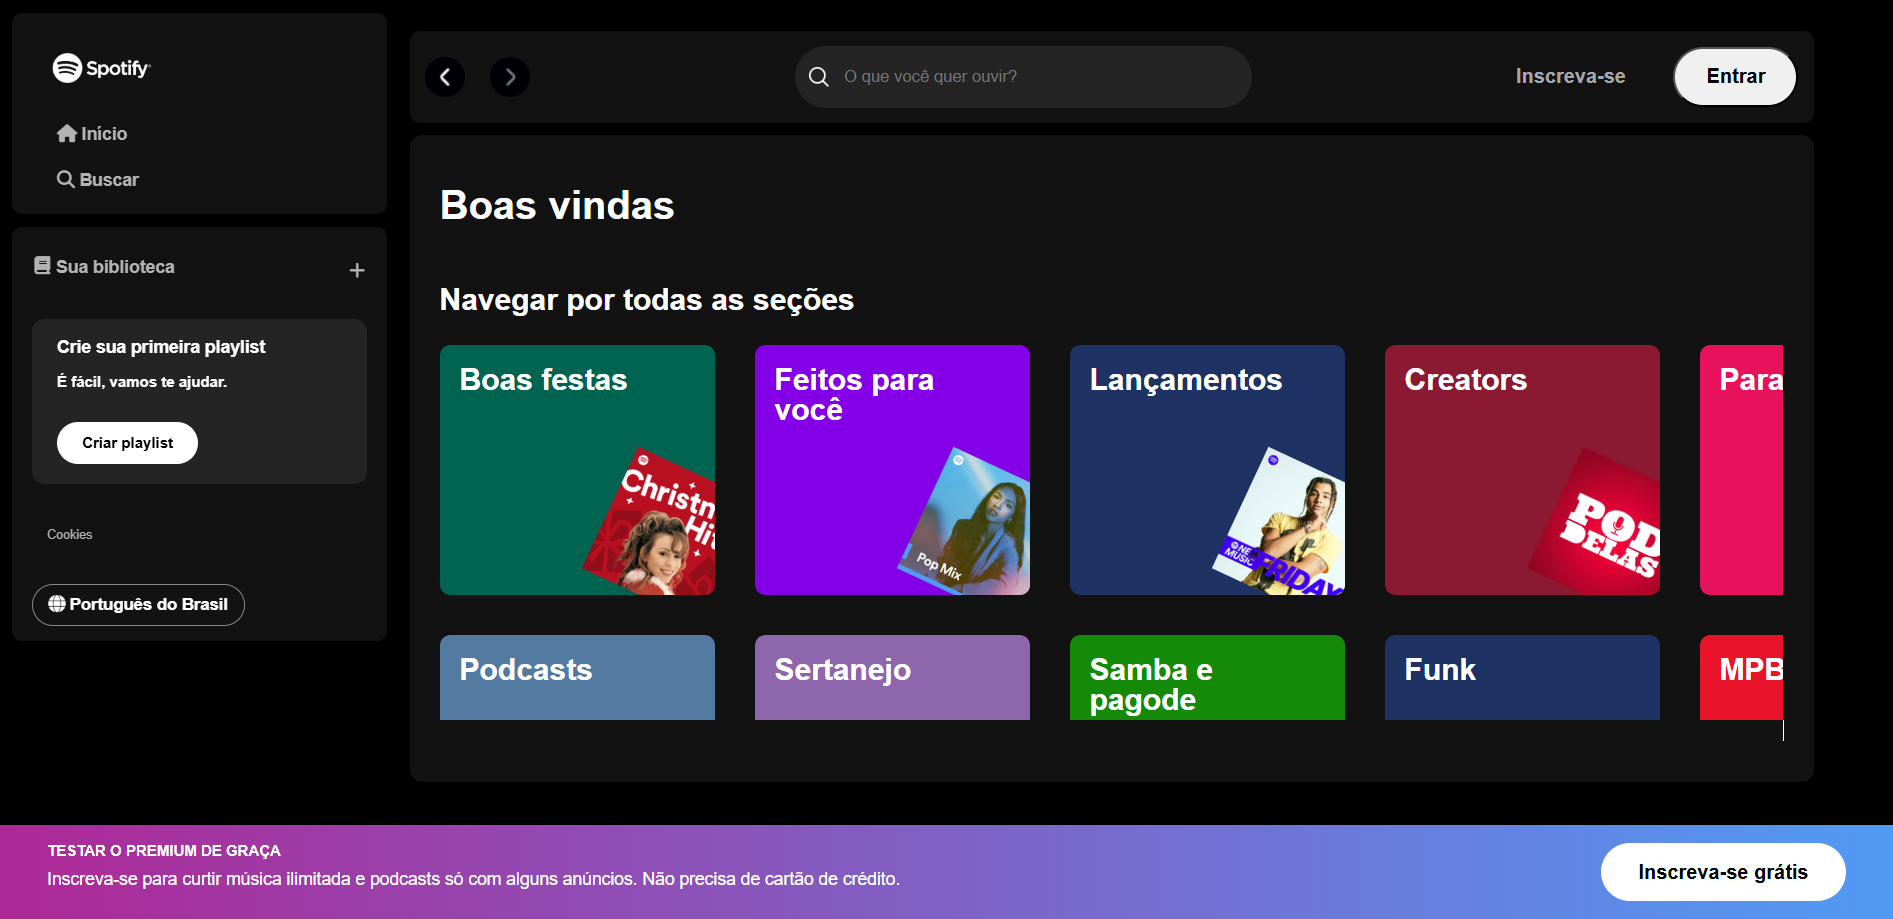 Spotify
Início
Buscar
Sua biblioteca
Crie sua primeira playlist
É fácil, vamos te ajudar.
Criar playlist
Cookies
Português do Brasil
O que você quer ouvir?
Inscreva-se
Entrar
Boas vindas
Navegar por todas as seções
Boas festas
Christm
Hit
Feitos para
você
Pop Mix
Lançamentos
NEW
MUSIC
FRIDAY
Creators
POD
DELAS
Para
Podcasts
Sertanejo
Samba e
pagode
Funk
MPB
TESTAR O PREMIUM DE GRAÇA
Inscreva-se para curtir música ilimitada e podcasts só com alguns anúncios. Não precisa de cartão de crédito.
Inscreva-se grátis